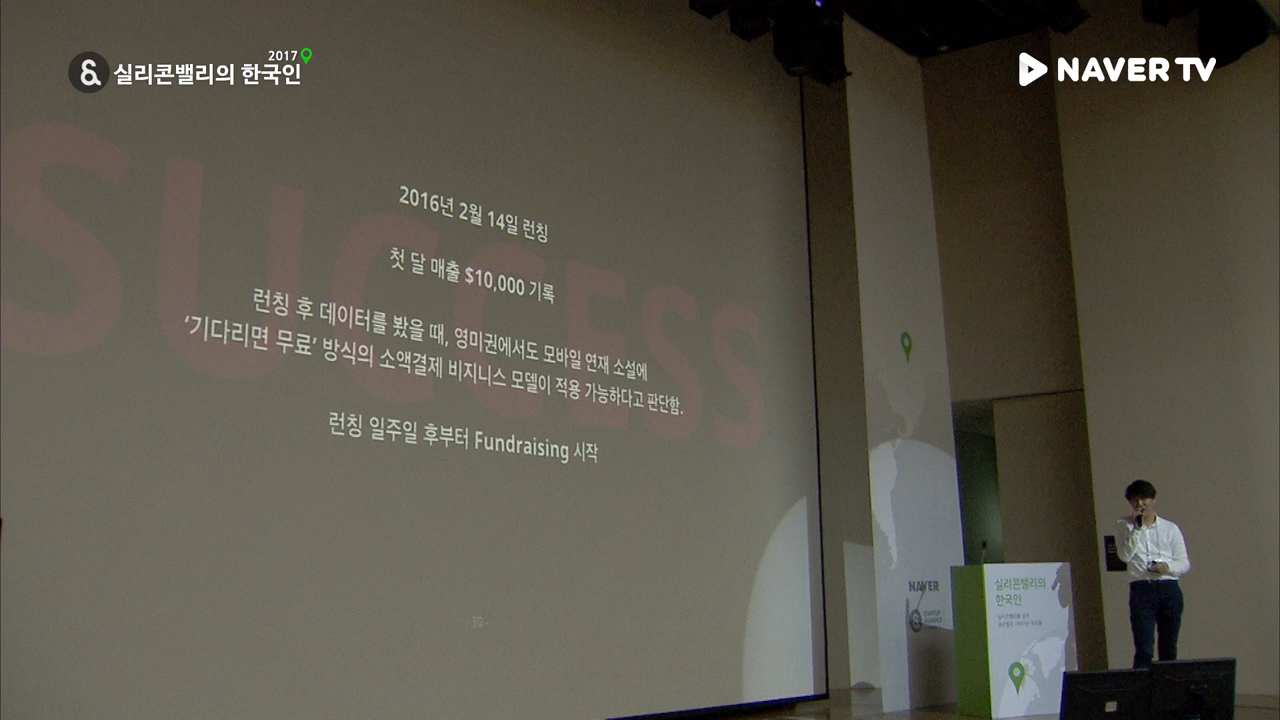 2017
& 실리콘밸리의 한국인
NAVER TV
SUCCESS
2016년 2월 14일 런칭
첫 달 매출 $10,000 기록
런칭 후 데이터를 봤을 때, 영미권에서도 모바일 연재 소설에
‘기다리면 무료’ 방식의 소액결제 비지니스 모델이 적용 가능하다고 판단함.
런칭 일주일 후부터 Fundraising 시작
- 30 -
NAVER
실리콘밸리의
한국인